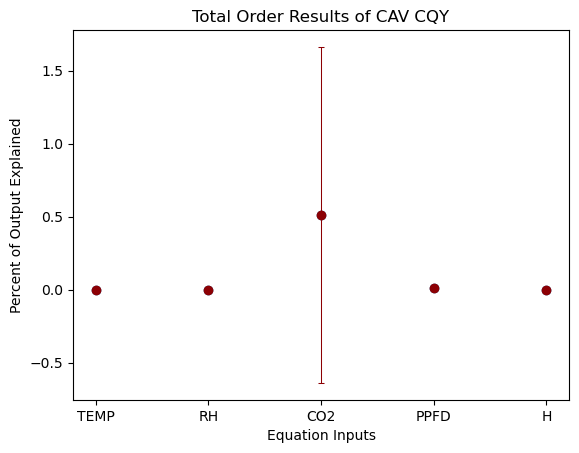 Total Order Results of CAV CQY
Percent of Output Explained
1.5
1.0
0.5
0.0
−0.5
TEMP RH CO2 PPFD H
Equation Inputs